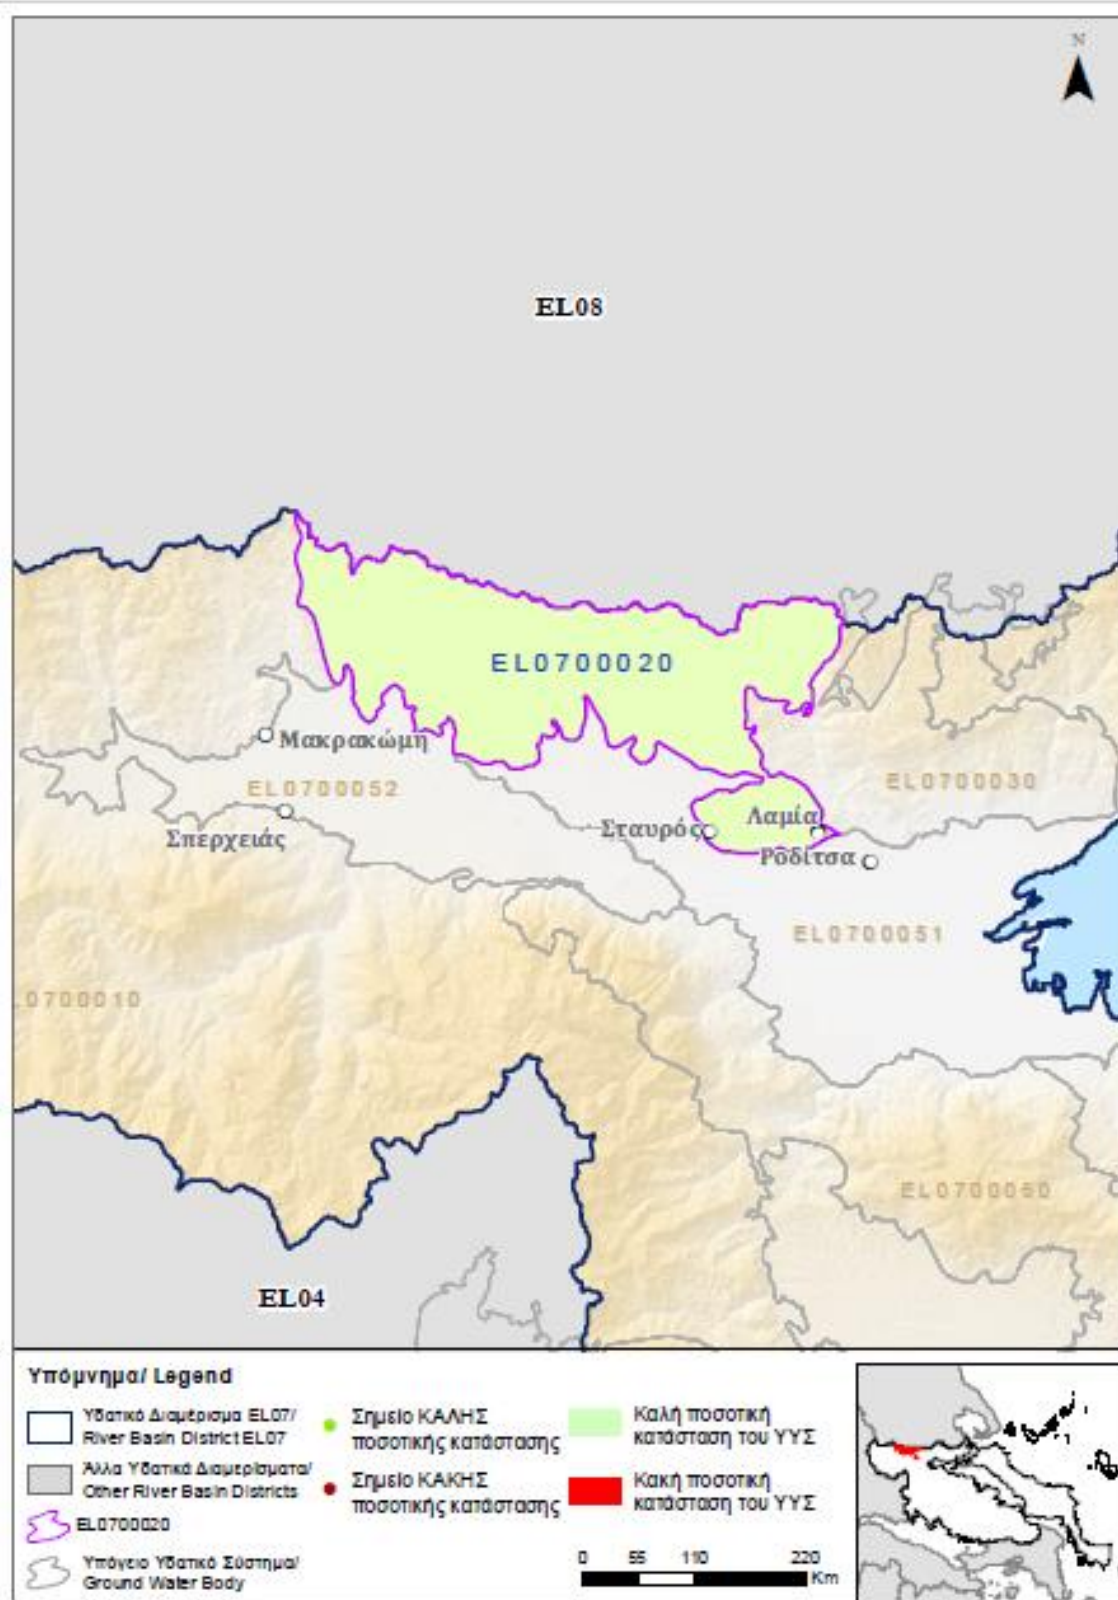 N
EL08
EL0700020
Μακρακώμη
EL0700052
EL0700030
Σπερχειάς
Σταυρός
Λαμία
Ροδίτσα
EL0700051
L0700010
EL0700060
EL04
Υπόμνημα/ Legend
Υδατικό Διαμέρισμα EL07/
River Basin District EL07
Άλλα Υδατικά Διαμερίσματα/
Other River Basin Districts
EL0700020
Υπόγειο Υδατικό Σύστημα/
Ground Water Body
Σημείο ΚΑΛΗΣ
ποσοτικής κατάστασης
Σημείο ΚΑΚΗΣ
ποσοτικής κατάστασης
Καλή ποσοτική
κατάσταση του ΥΥΣ
Κακή ποσοτική
κατάσταση του ΥΥΣ
0 55 110 220
Km